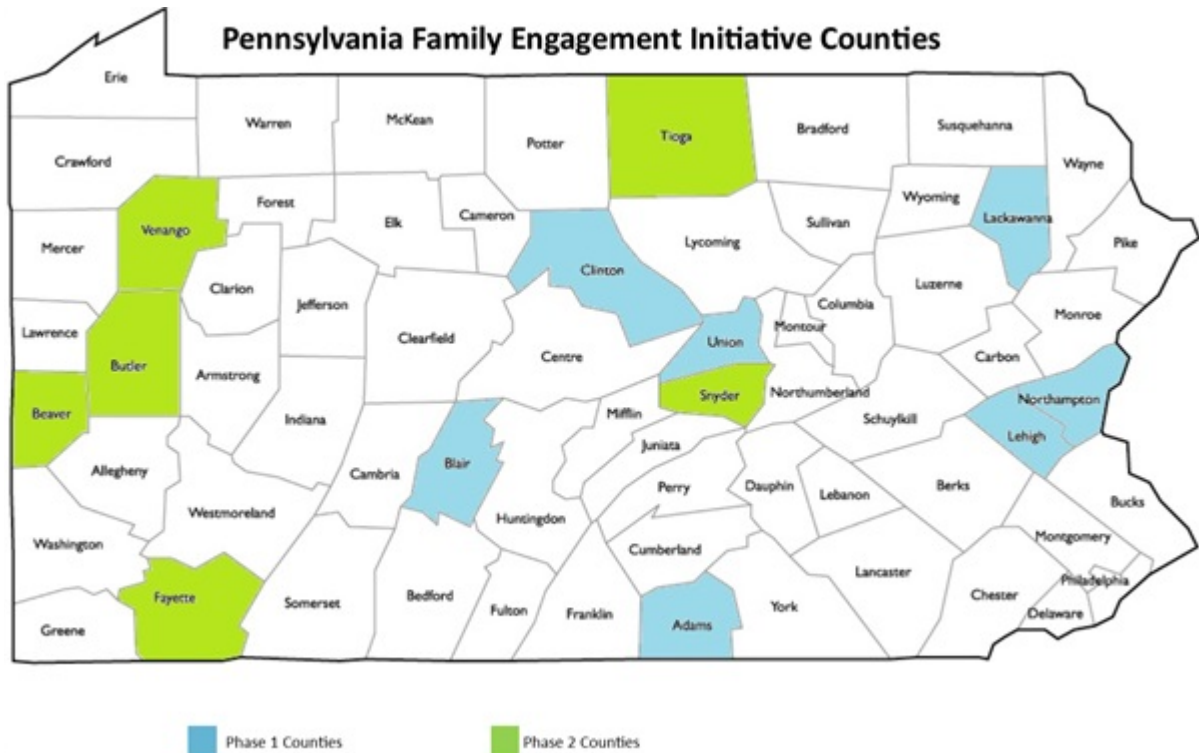 Pennsylvania Family Engagement Initiative Counties
Erie
Warren
McKean
Potter
Tioga
Bradford
Susquehanna
Wayne
Crawford
Forest
Elk
Cameron
Wyoming
Lackawanna
Venango
Mercer
Sullivan
Lycoming
Pike
Clinton
Clarion
Jefferson
Luzerne
Columbia
Monroe
Lawrence
Montour
Clearfield
Union
Centre
Carbon
Butler
Armstrong
Snyder
Northumberland
Northampton
Beaver
Indiana
Mifflin
Schuylkill
Lehigh
Juniata
Blair
Allegheny
Cambria
Perry
Dauphin
Lebanon
Berks
Bucks
Westmoreland
Huntingdon
Washington
Cumberland
Montgomery
Lancaster
Philadelphia
Fayette
Somerset
Bedford
Fulton
Franklin
Chester
Delaware
York
Adams
Greene
Phase 1 Counties
Phase 2 Counties